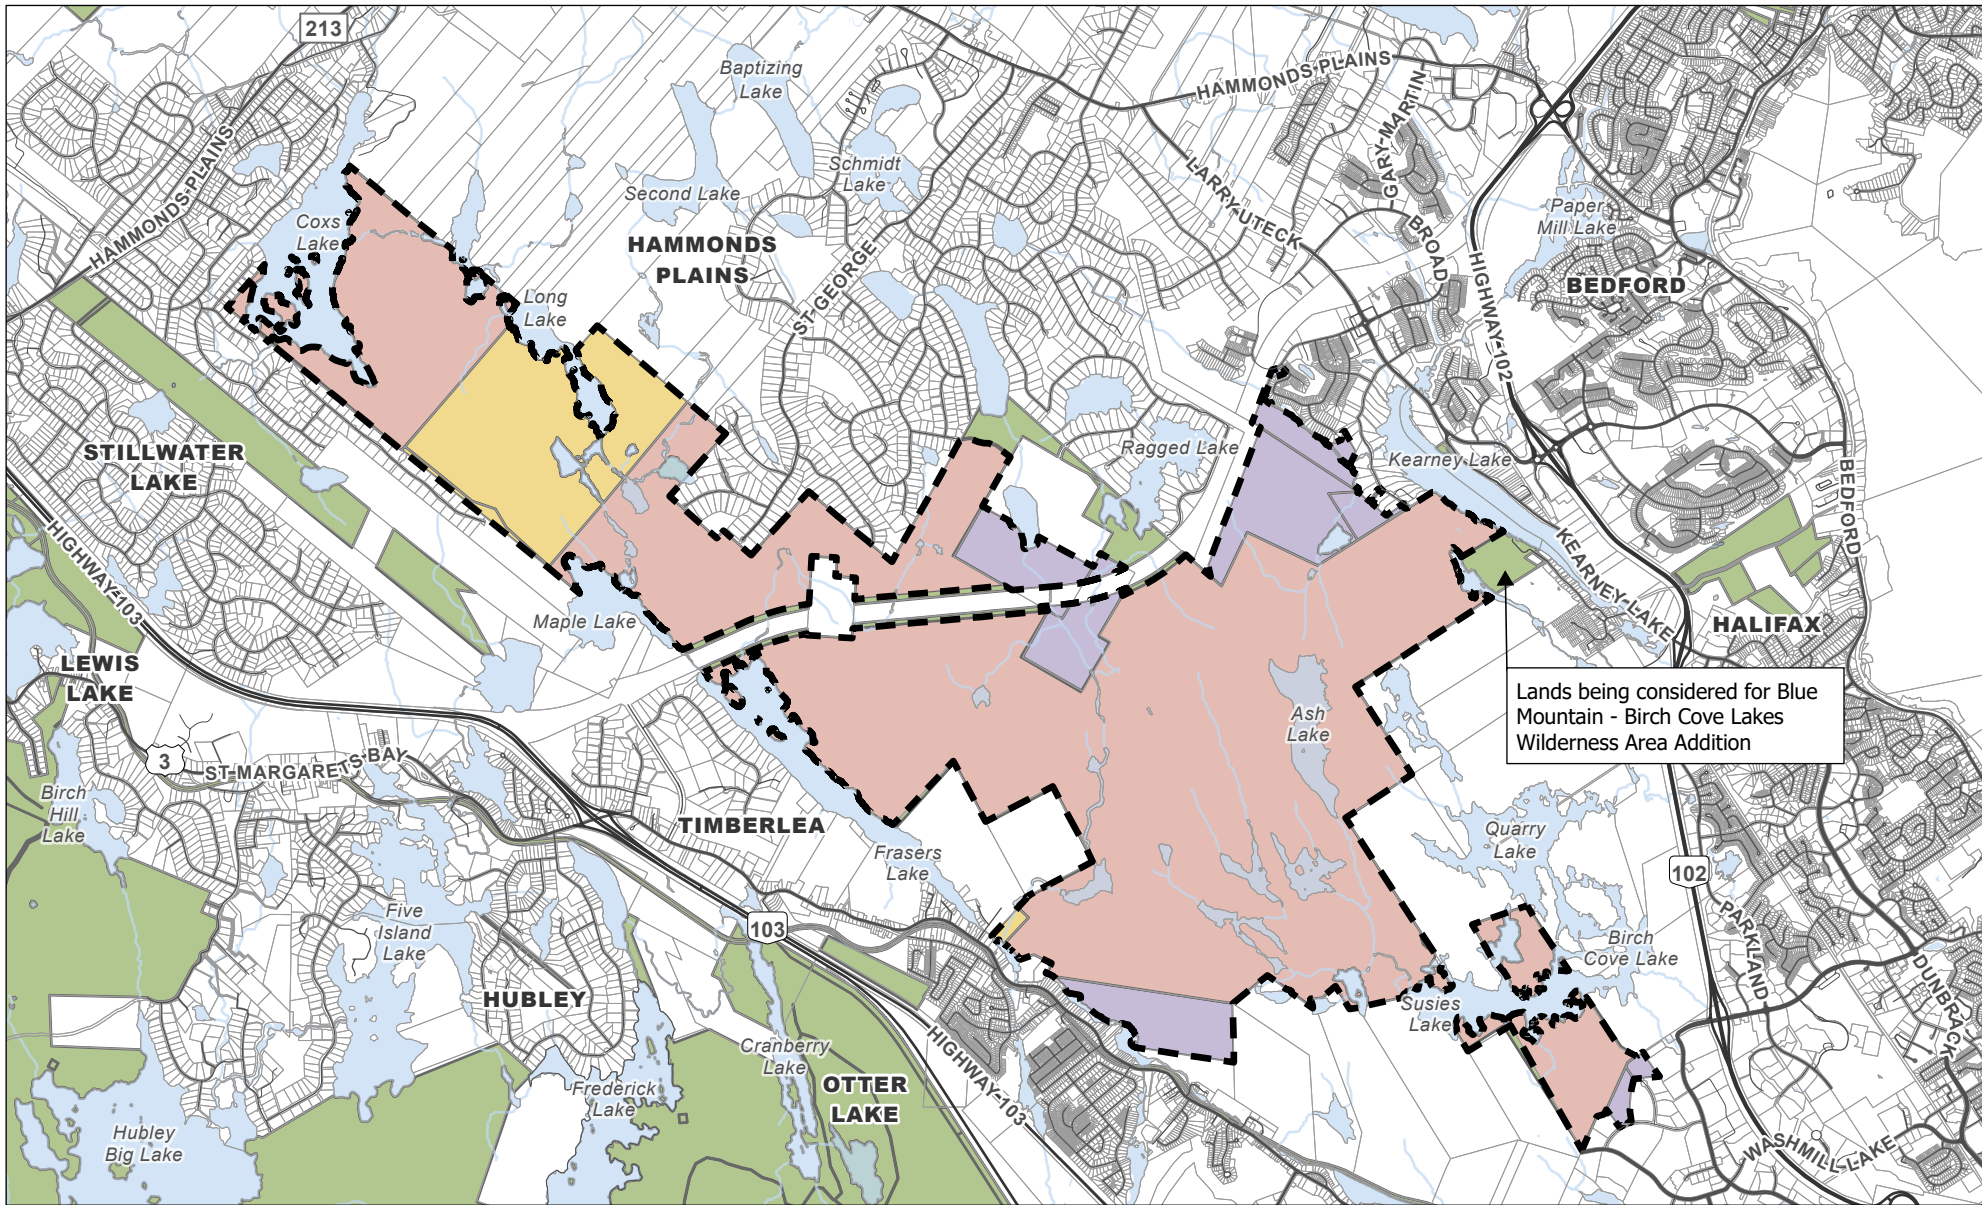 213
Baptizing
Lake
HAMMONDS PLAINS
GARY-MARTIN
HAMMONDS-PLAINS
Schmidt
Lake
Second Lake
LARRY-UTECK
Coxs
Lake
Paper
Mill Lake
BROAD
HAMMONDS
PLAINS
ST-GEORGE
HIGHWAY-102
BEDFORD
Long
Lake
STILLWATER
LAKE
Ragged Lake
Kearney Lake
BEDFORD
HIGHWAY-103
KEARNEY-LAKE
Maple Lake
HALIFAX
LEWIS
LAKE
Lands being considered for Blue
Mountain - Birch Cove Lakes
Wilderness Area Addition
Ash
Lake
3
ST-MARGARETS-BAY
Birch
Hill
Lake
TIMBERLEA
Frasers
Lake
Quarry
Lake
102
Five
Island
Lake
103
PARKLAND
Birch
Cove Lake
HUBLEY
DUNBRACK
Susies
Lake
HIGHWAY-103
Cranberry
Lake
OTTER
LAKE
Frederick
Lake
Hubley
Big Lake
WASHMILL LAKE